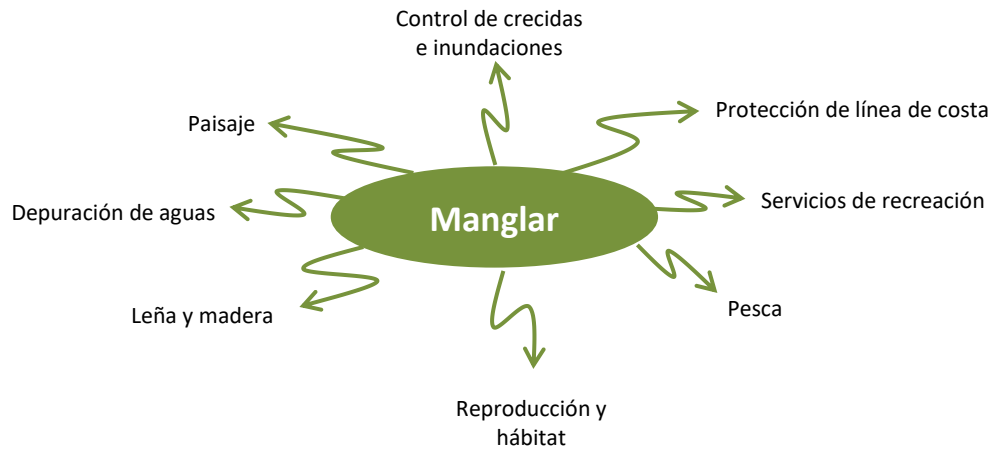 Control de crecidas
e inundaciones
Paisaje
Protección de línea de costa
Depuración de aguas
Manglar
Servicios de recreación
Leña y madera
Pesca
Reproducción y
hábitat